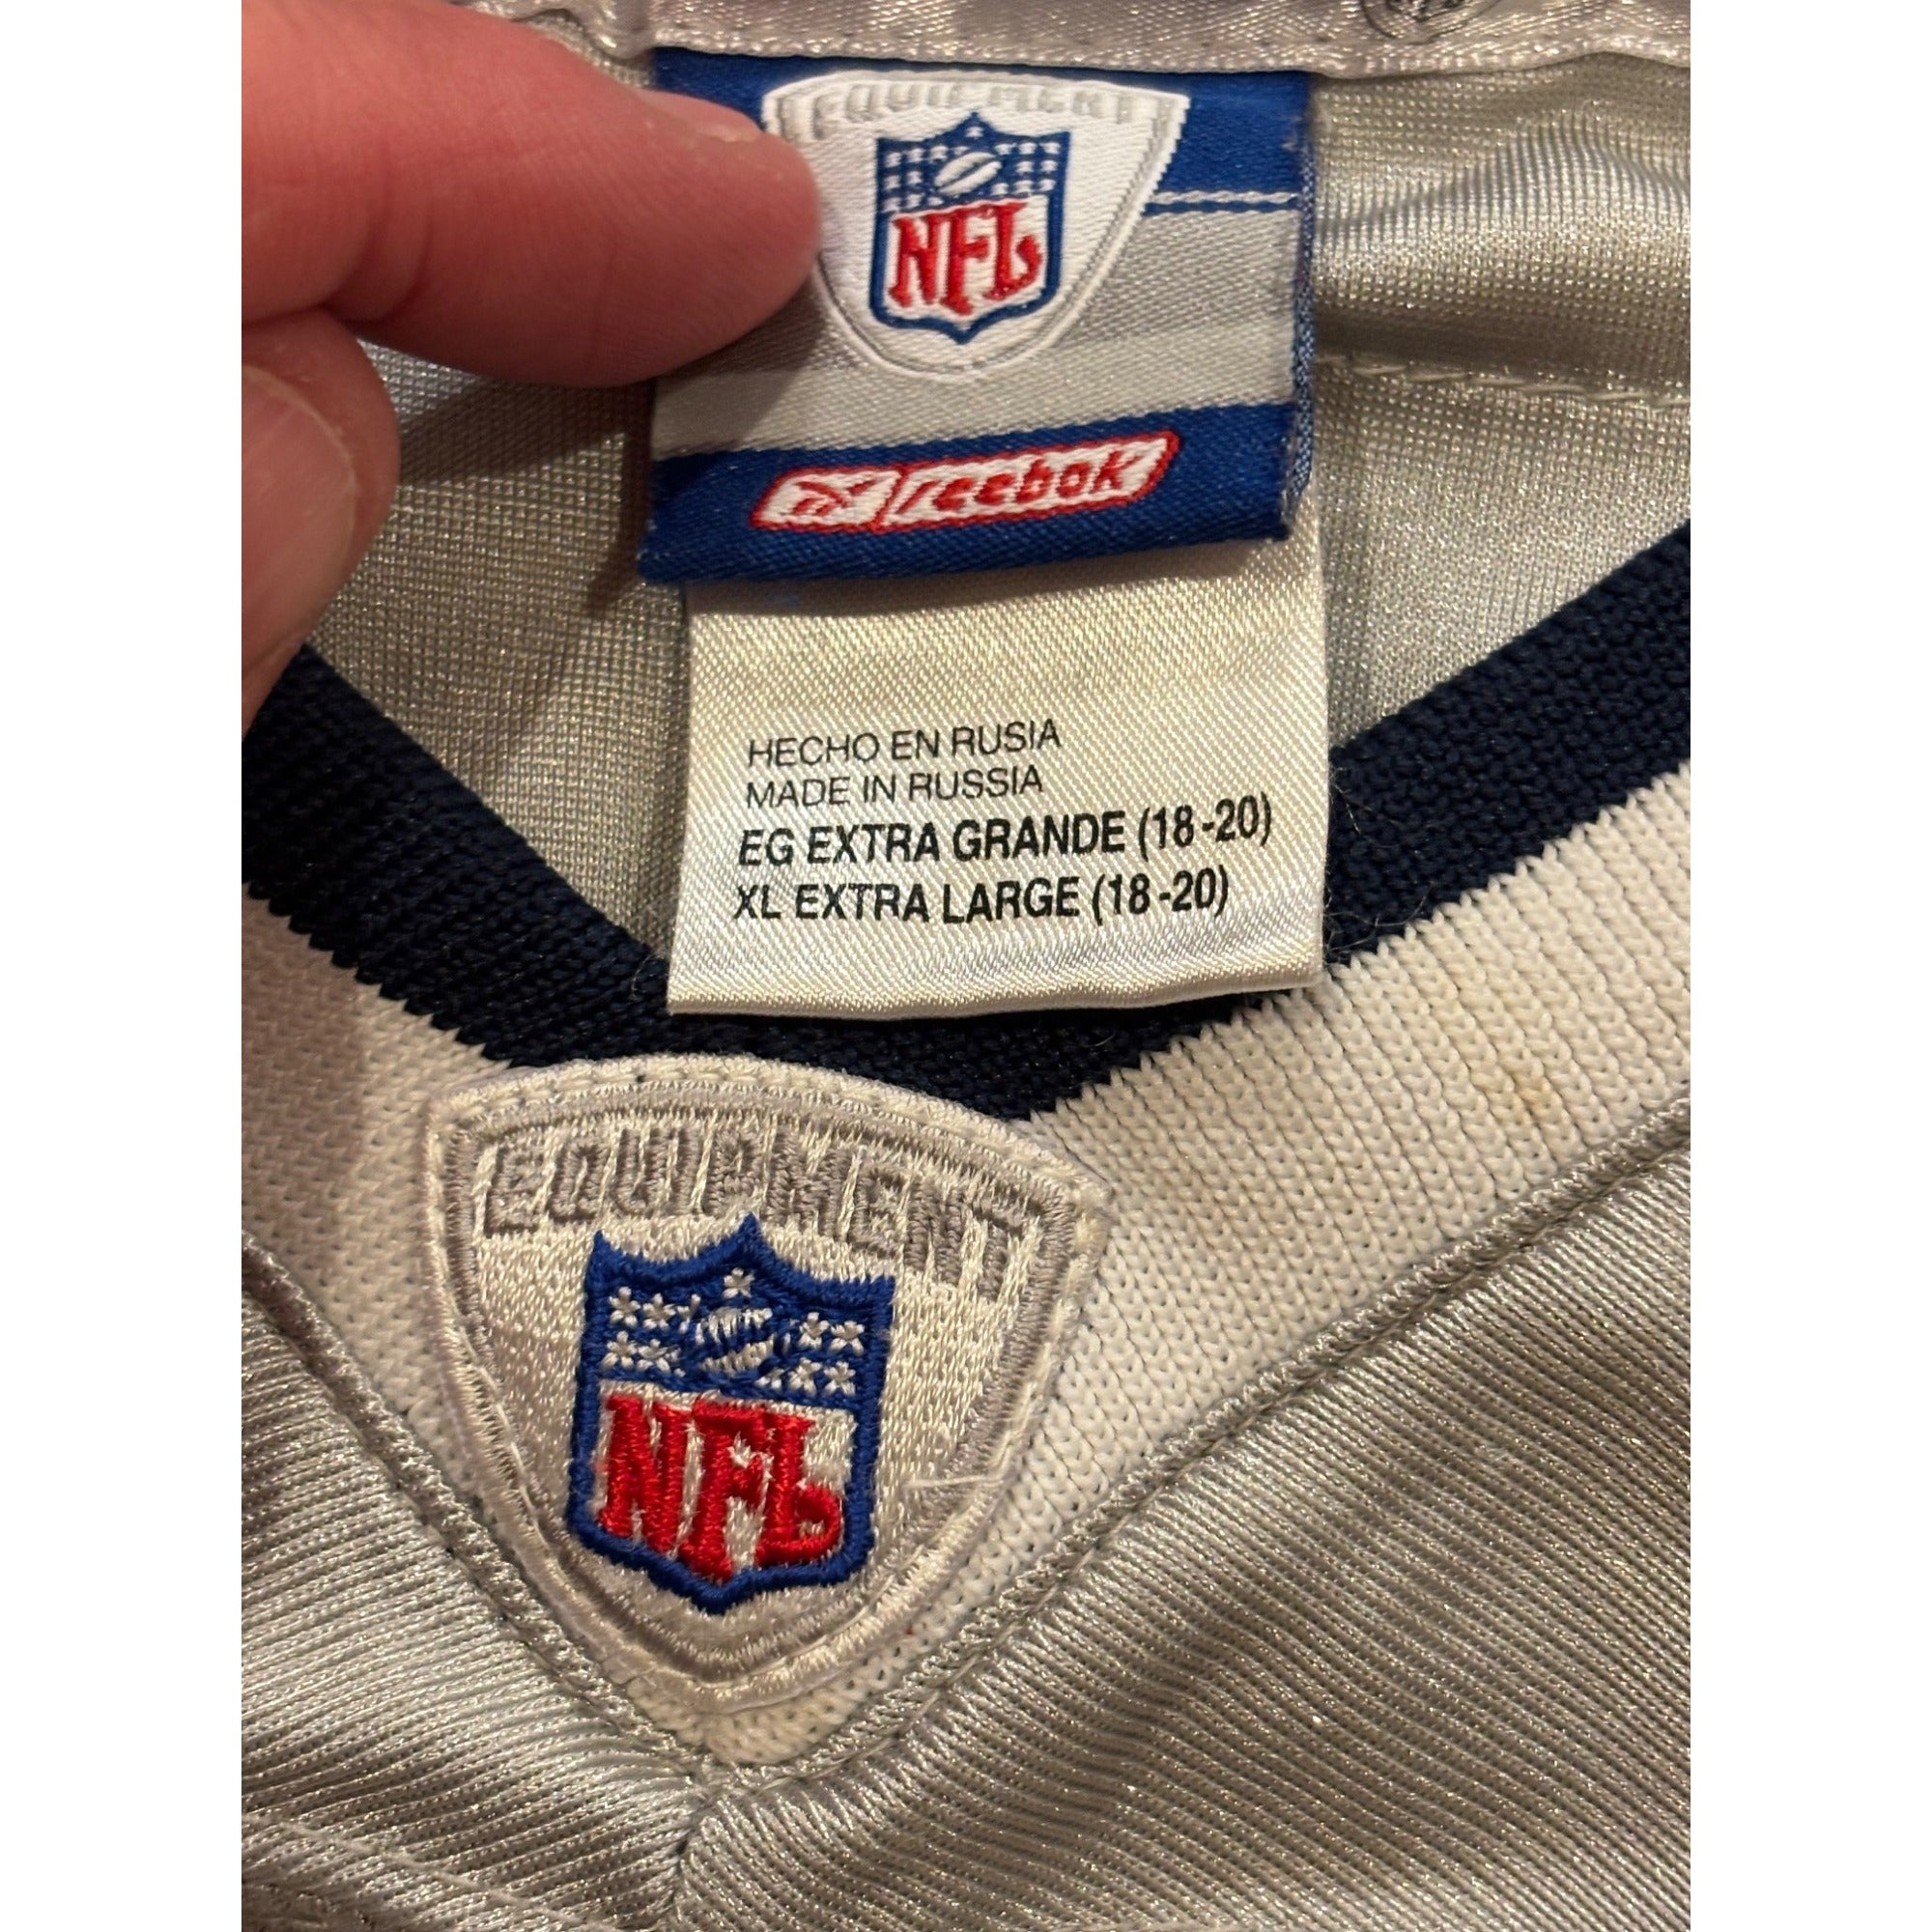 EQUIPMENT
NFL
Reebok
HECHO EN RUSIA
MADE IN RUSSIA
EG EXTRA GRANDE (18-20)
XL EXTRA LARGE (18-20)
EQUIPMENT
NFL